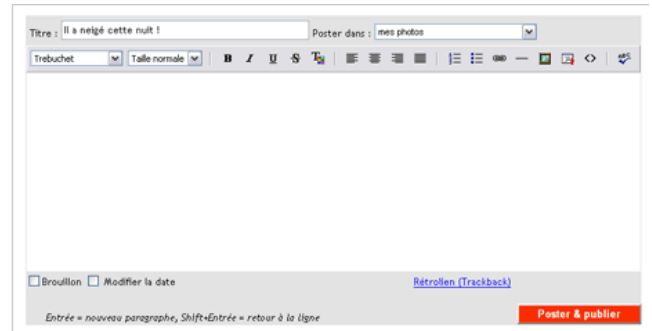 Titre : Il a neigé cette nuit ! Poster dans : mes photos
Trebuchet Taille normale B I U S T ABC
Brouillon Modifier la date Rétrolien (Trackback)
Entrée = nouveau paragraphe, Shift+Entrée = retour à la ligne Poster & publier